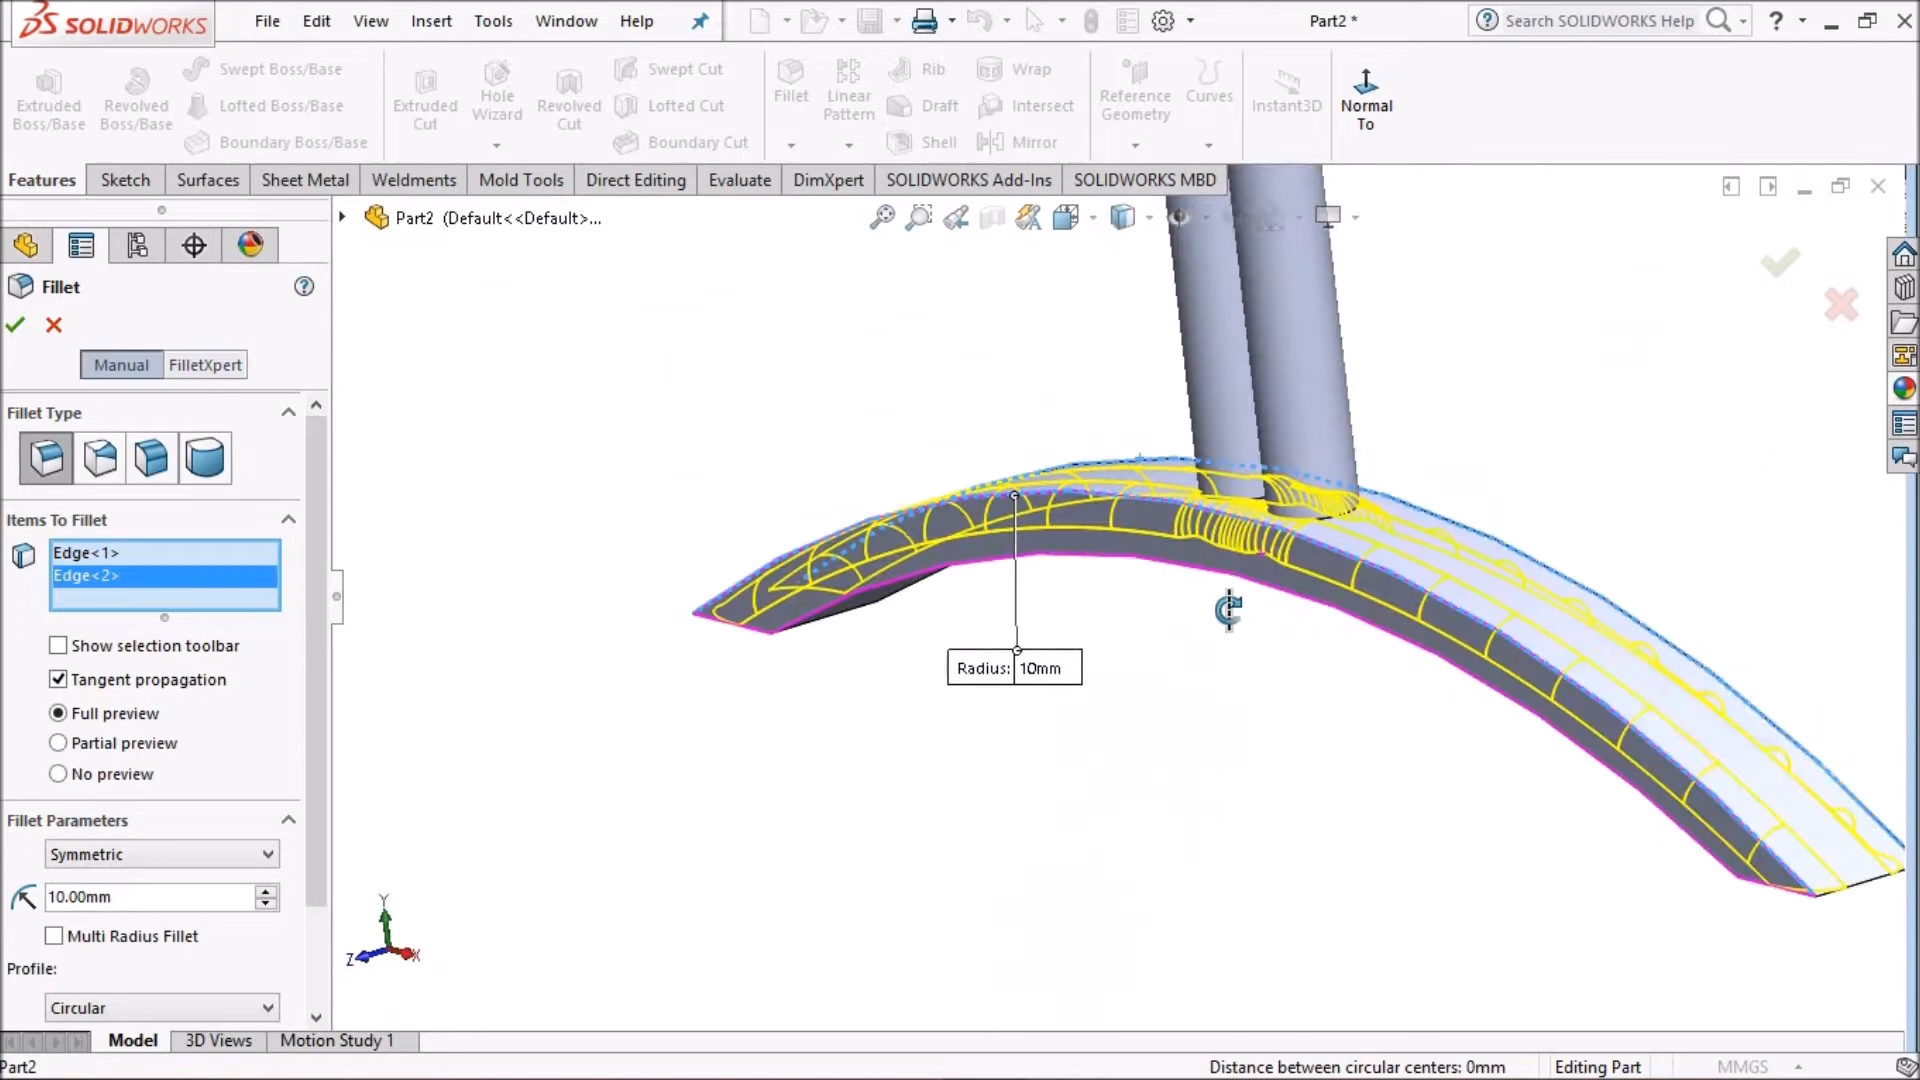 SOLIDWORKS File Edit View Insert Tools Window Help Part2 * Search SOLIDWORKS Help ?
Extruded Boss/Base
Revolved Boss/Base
Swept Boss/Base
Lofted Boss/Base
Boundary Boss/Base
Extruded Cut
Hole Wizard
Revolved Cut
Swept Cut
Lofted Cut
Boundary Cut
Fillet
Linear Pattern
Rib
Draft
Shell
Wrap
Intersect
Mirror
Reference Geometry
Curves
Instant3D
Normal To
Features Sketch Surfaces Sheet Metal Weldments Mold Tools Direct Editing Evaluate DimXpert SOLIDWORKS Add-Ins SOLIDWORKS MBD
Part2 (Default<<Default>...
Fillet
Manual FilletXpert
Fillet Type
Items To Fillet
Edge<1>
Edge<2>
Show selection toolbar
Tangent propagation
Full preview
Partial preview
No preview
Fillet Parameters
Symmetric
10.00mm
Multi Radius Fillet
Profile:
Circular
Radius: 10mm
Y
Z X
Model 3D Views Motion Study 1
Part2 Distance between circular centers: 0mm Editing Part MMGS